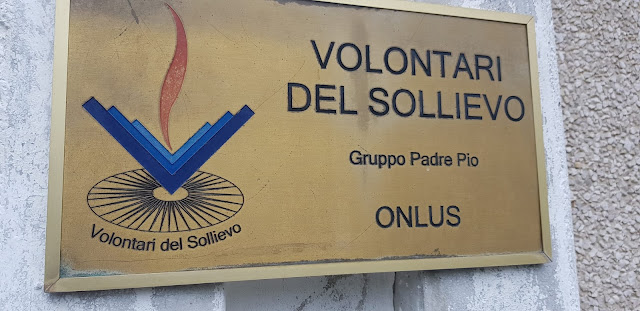 VOLONTARI
DEL SOLLIEVO
Gruppo Padre Pio
ONLUS
Volontari del Sollievo